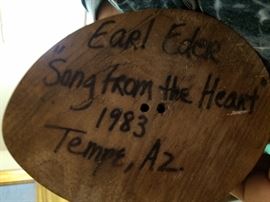 Earl Eder
"Song from the Heart"
1983
Tempe, Az.